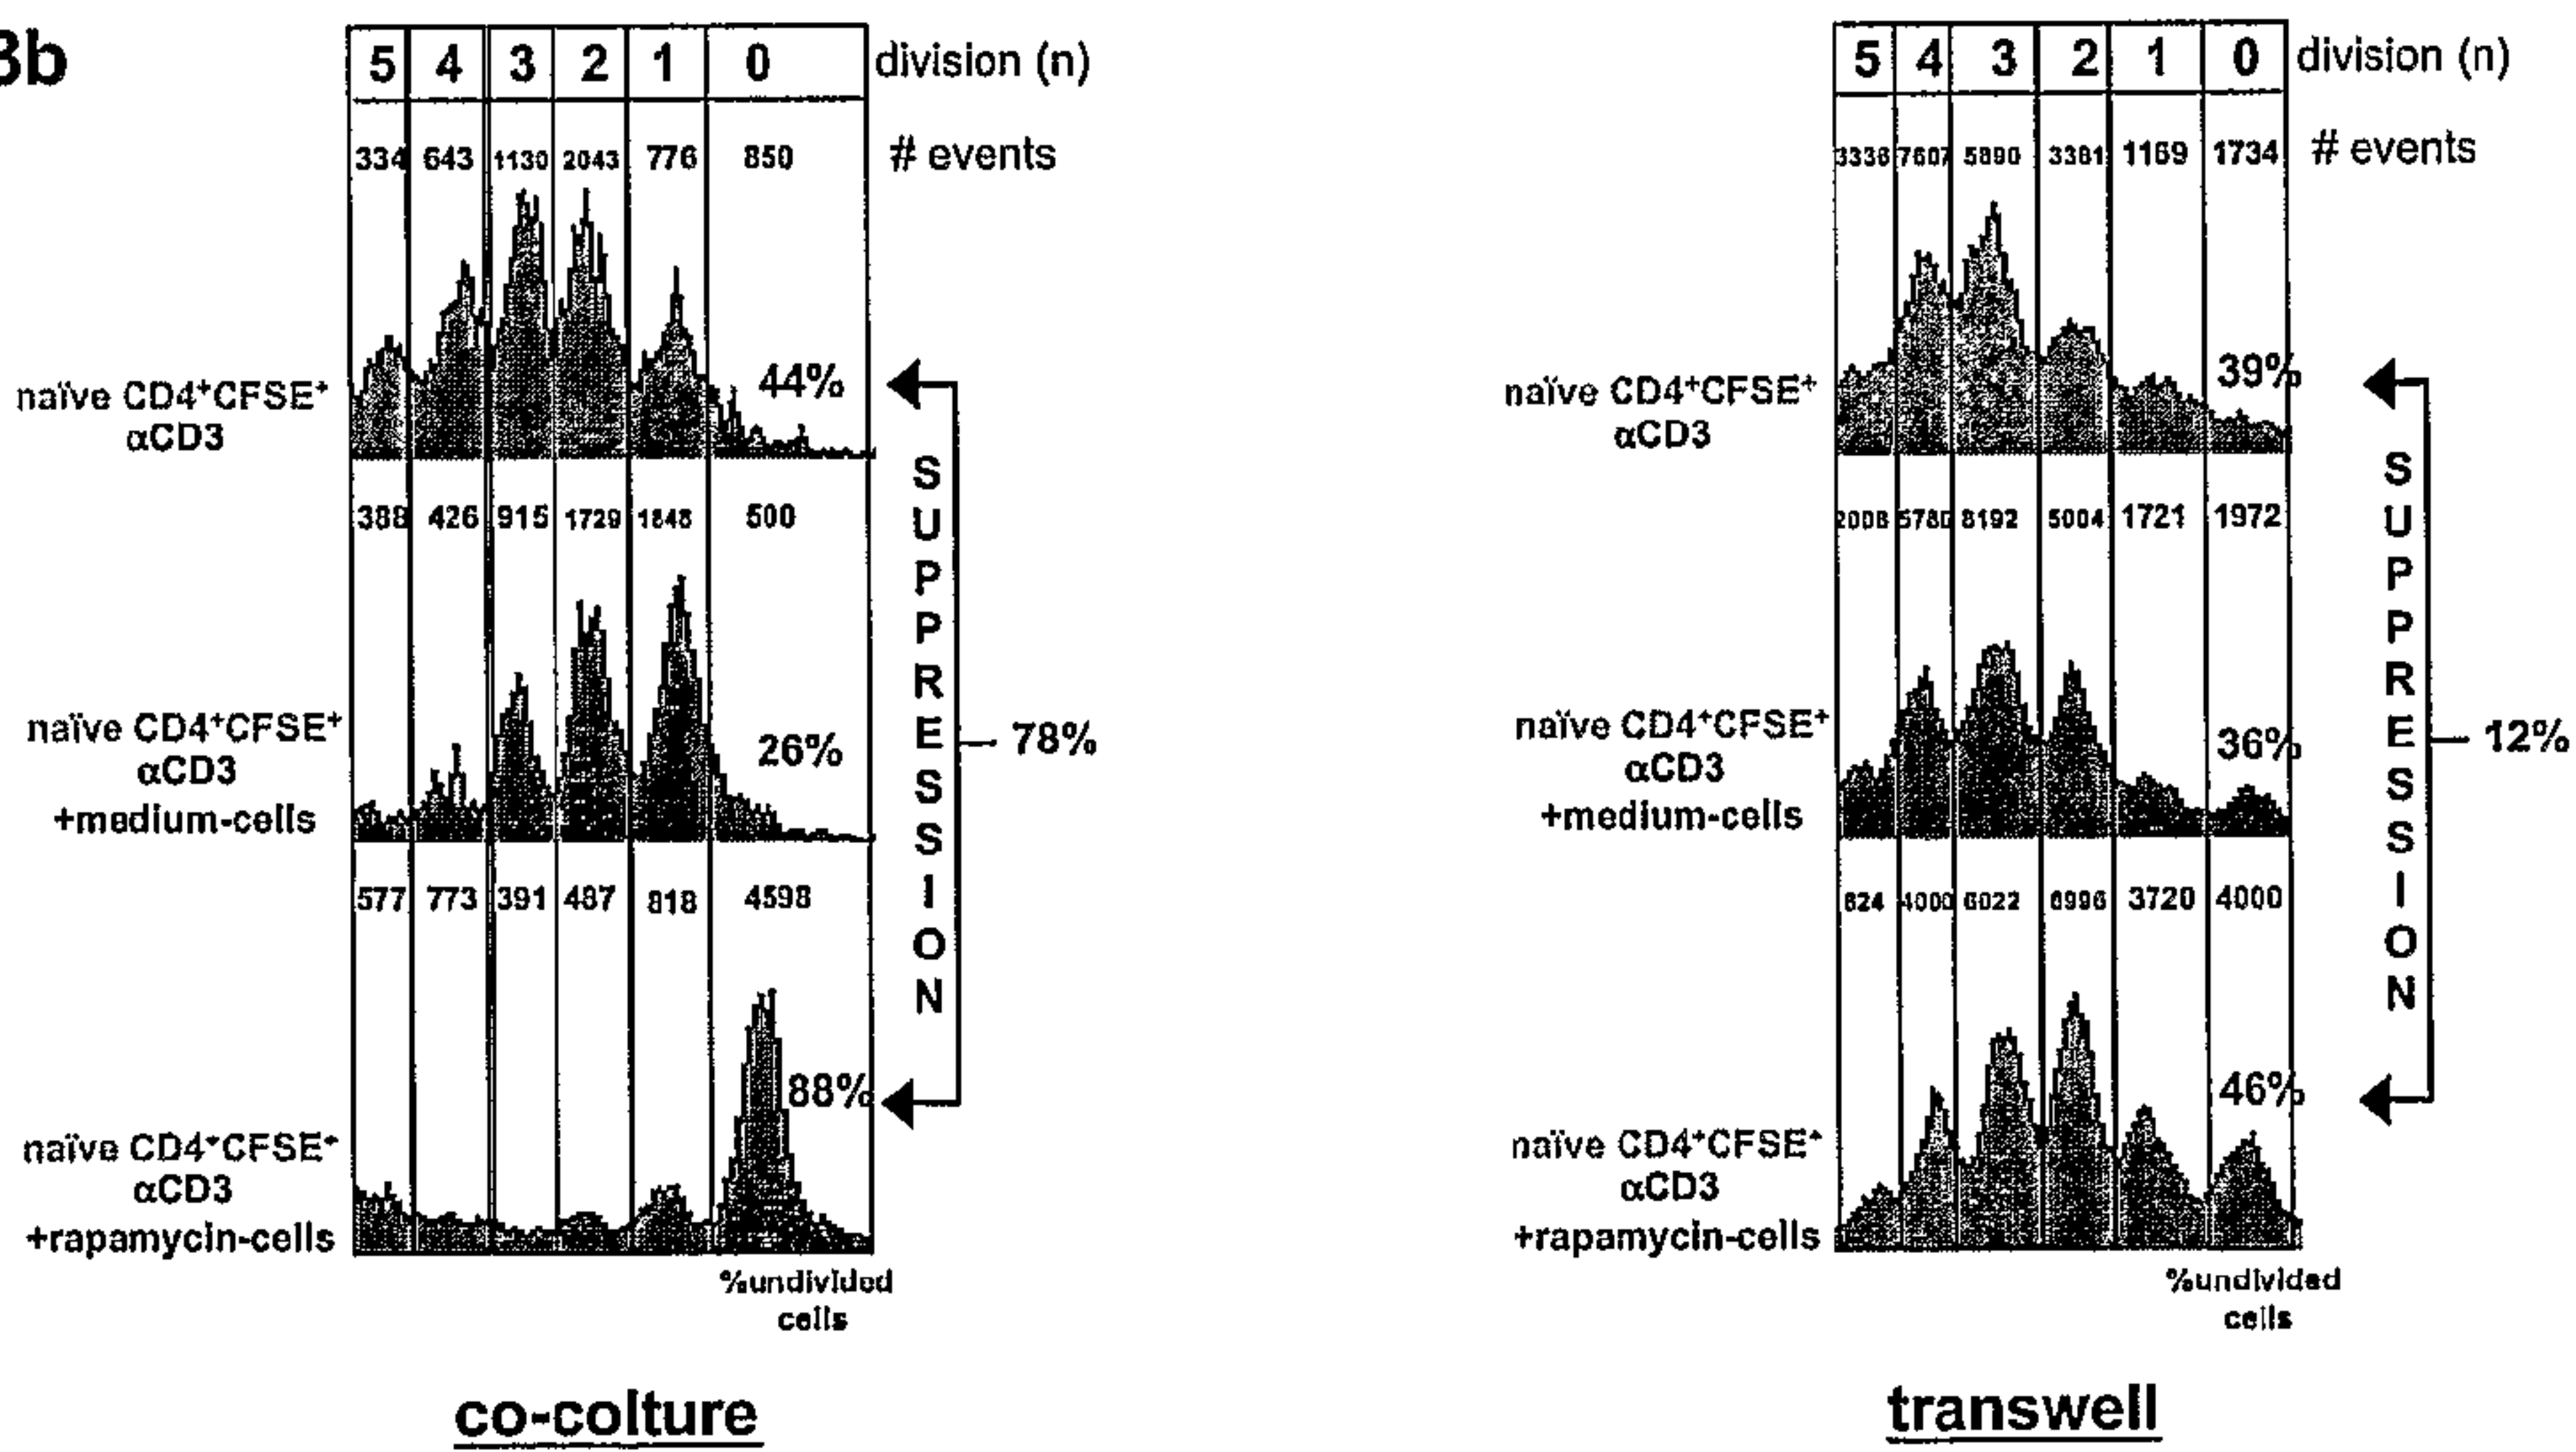 3b
5 4 3 2 1 0 division (n)
334 643 1130 2043 776 850 # events
naïve CD4⁺CFSE⁺
αCD3
44%
388 426 915 1729 1848 500
naïve CD4⁺CFSE⁺
αCD3
+medium-cells
26%
577 773 391 487 818 4598
naïve CD4⁺CFSE⁺
αCD3
+rapamycin-cells
88%
SUPPRESSION
78%
%undivided
cells
co-colture
5 4 3 2 1 0 division (n)
3336 7607 5890 3381 1169 1734 # events
naïve CD4⁺CFSE⁺
αCD3
39%
2008 5780 8192 5004 1721 1972
naïve CD4⁺CFSE⁺
αCD3
+medium-cells
36%
824 4000 6022 6996 3720 4000
naïve CD4⁺CFSE⁺
αCD3
+rapamycin-cells
46%
SUPPRESSION
12%
%undivided
cells
transwell